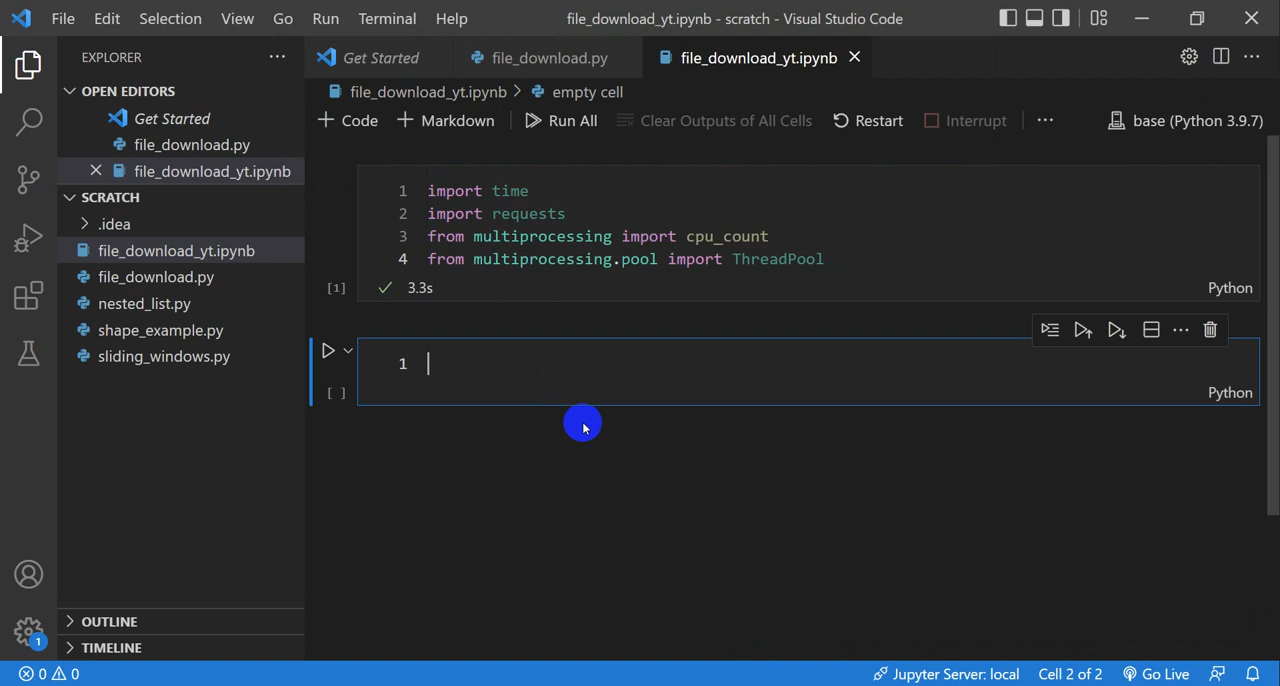 File Edit Selection View Go Run Terminal Help file_download_yt.ipynb - scratch - Visual Studio Code
EXPLORER
OPEN EDITORS
Get Started
file_download.py
file_download_yt.ipynb
SCRATCH
.idea
file_download_yt.ipynb
file_download.py
nested_list.py
shape_example.py
sliding_windows.py
OUTLINE
TIMELINE
1
Get Started file_download.py file_download_yt.ipynb
file_download_yt.ipynb > empty cell
Code Markdown Run All Clear Outputs of All Cells Restart Interrupt base (Python 3.9.7)
1 import time
2 import requests
3 from multiprocessing import cpu_count
4 from multiprocessing.pool import ThreadPool
[1] 3.3s Python
1
[ ] Python
0 0 Jupyter Server: local Cell 2 of 2 Go Live